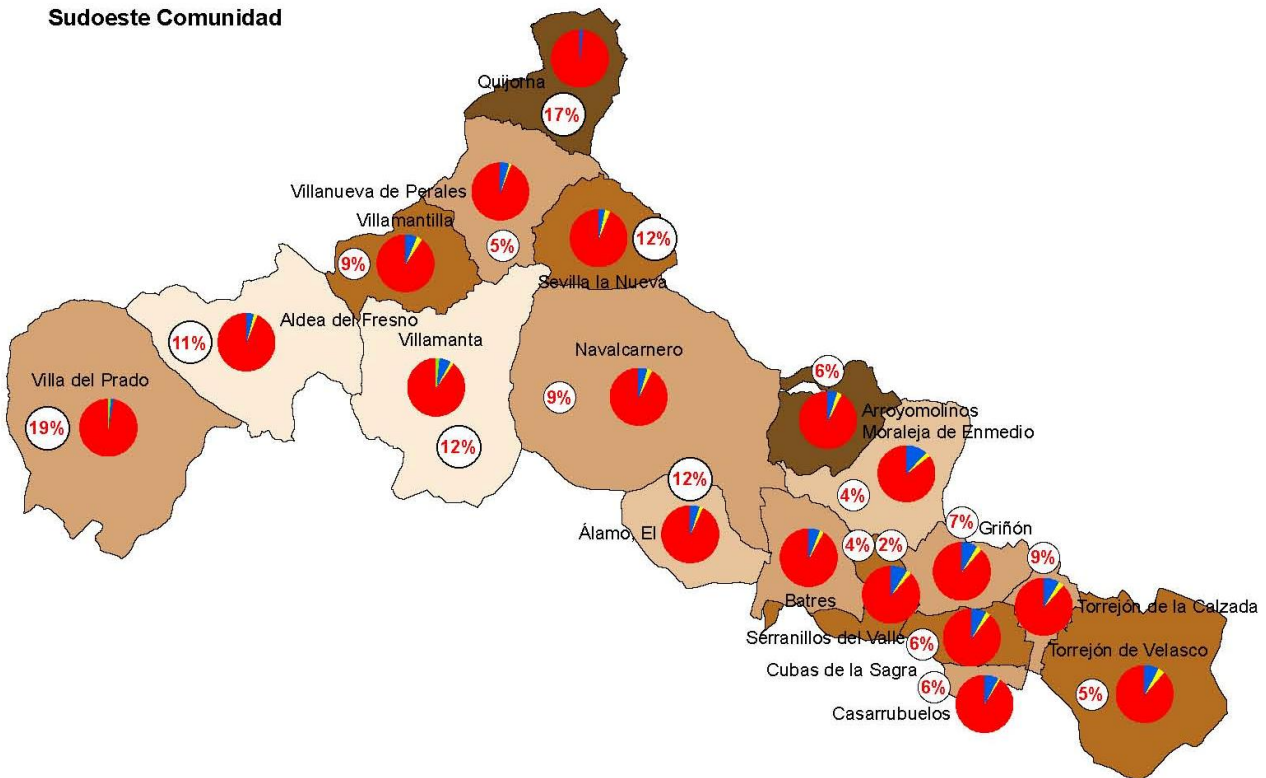 Sudoeste Comunidad
Quijorna
17%
Villanueva de Perales
5%
Villamantilla
9%
12%
Sevilla la Nueva
Aldea del Fresno
11%
Villamanta
12%
Navalcarnero
9%
Villa del Prado
19%
6%
Arroyomolinos
Moraleja de Enmedio
4%
12%
Álamo, El
7%
Griñón
4%
2%
9%
Batres
Torrejón de la Calzada
Serranillos del Valle
6%
Torrejón de Velasco
Cubas de la Sagra
6%
5%
Casarrubuelos